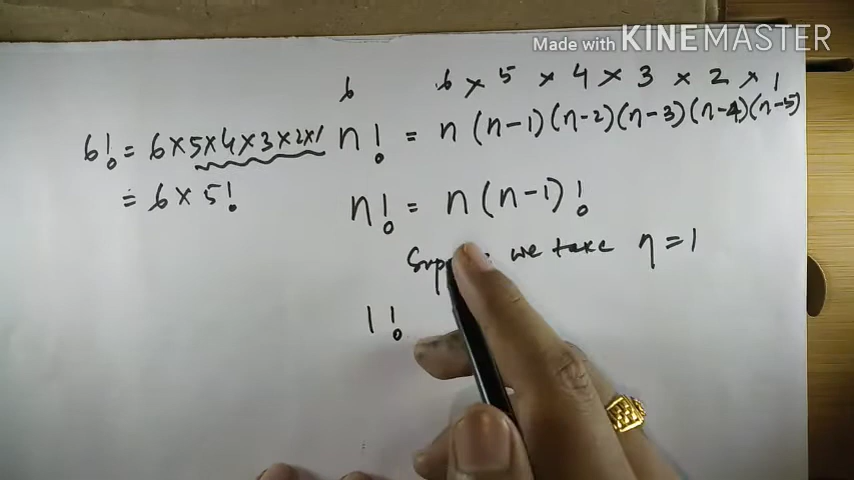 Made with KINEMASTER
6 6 × 5 × 4 × 3 × 2 × 1
6! = 6×5×4×3×2×1 n! = n (n-1)(n-2)(n-3)(n-4)(n-5)
= 6 × 5!
n! = n (n-1)!
we take n = 1
1!